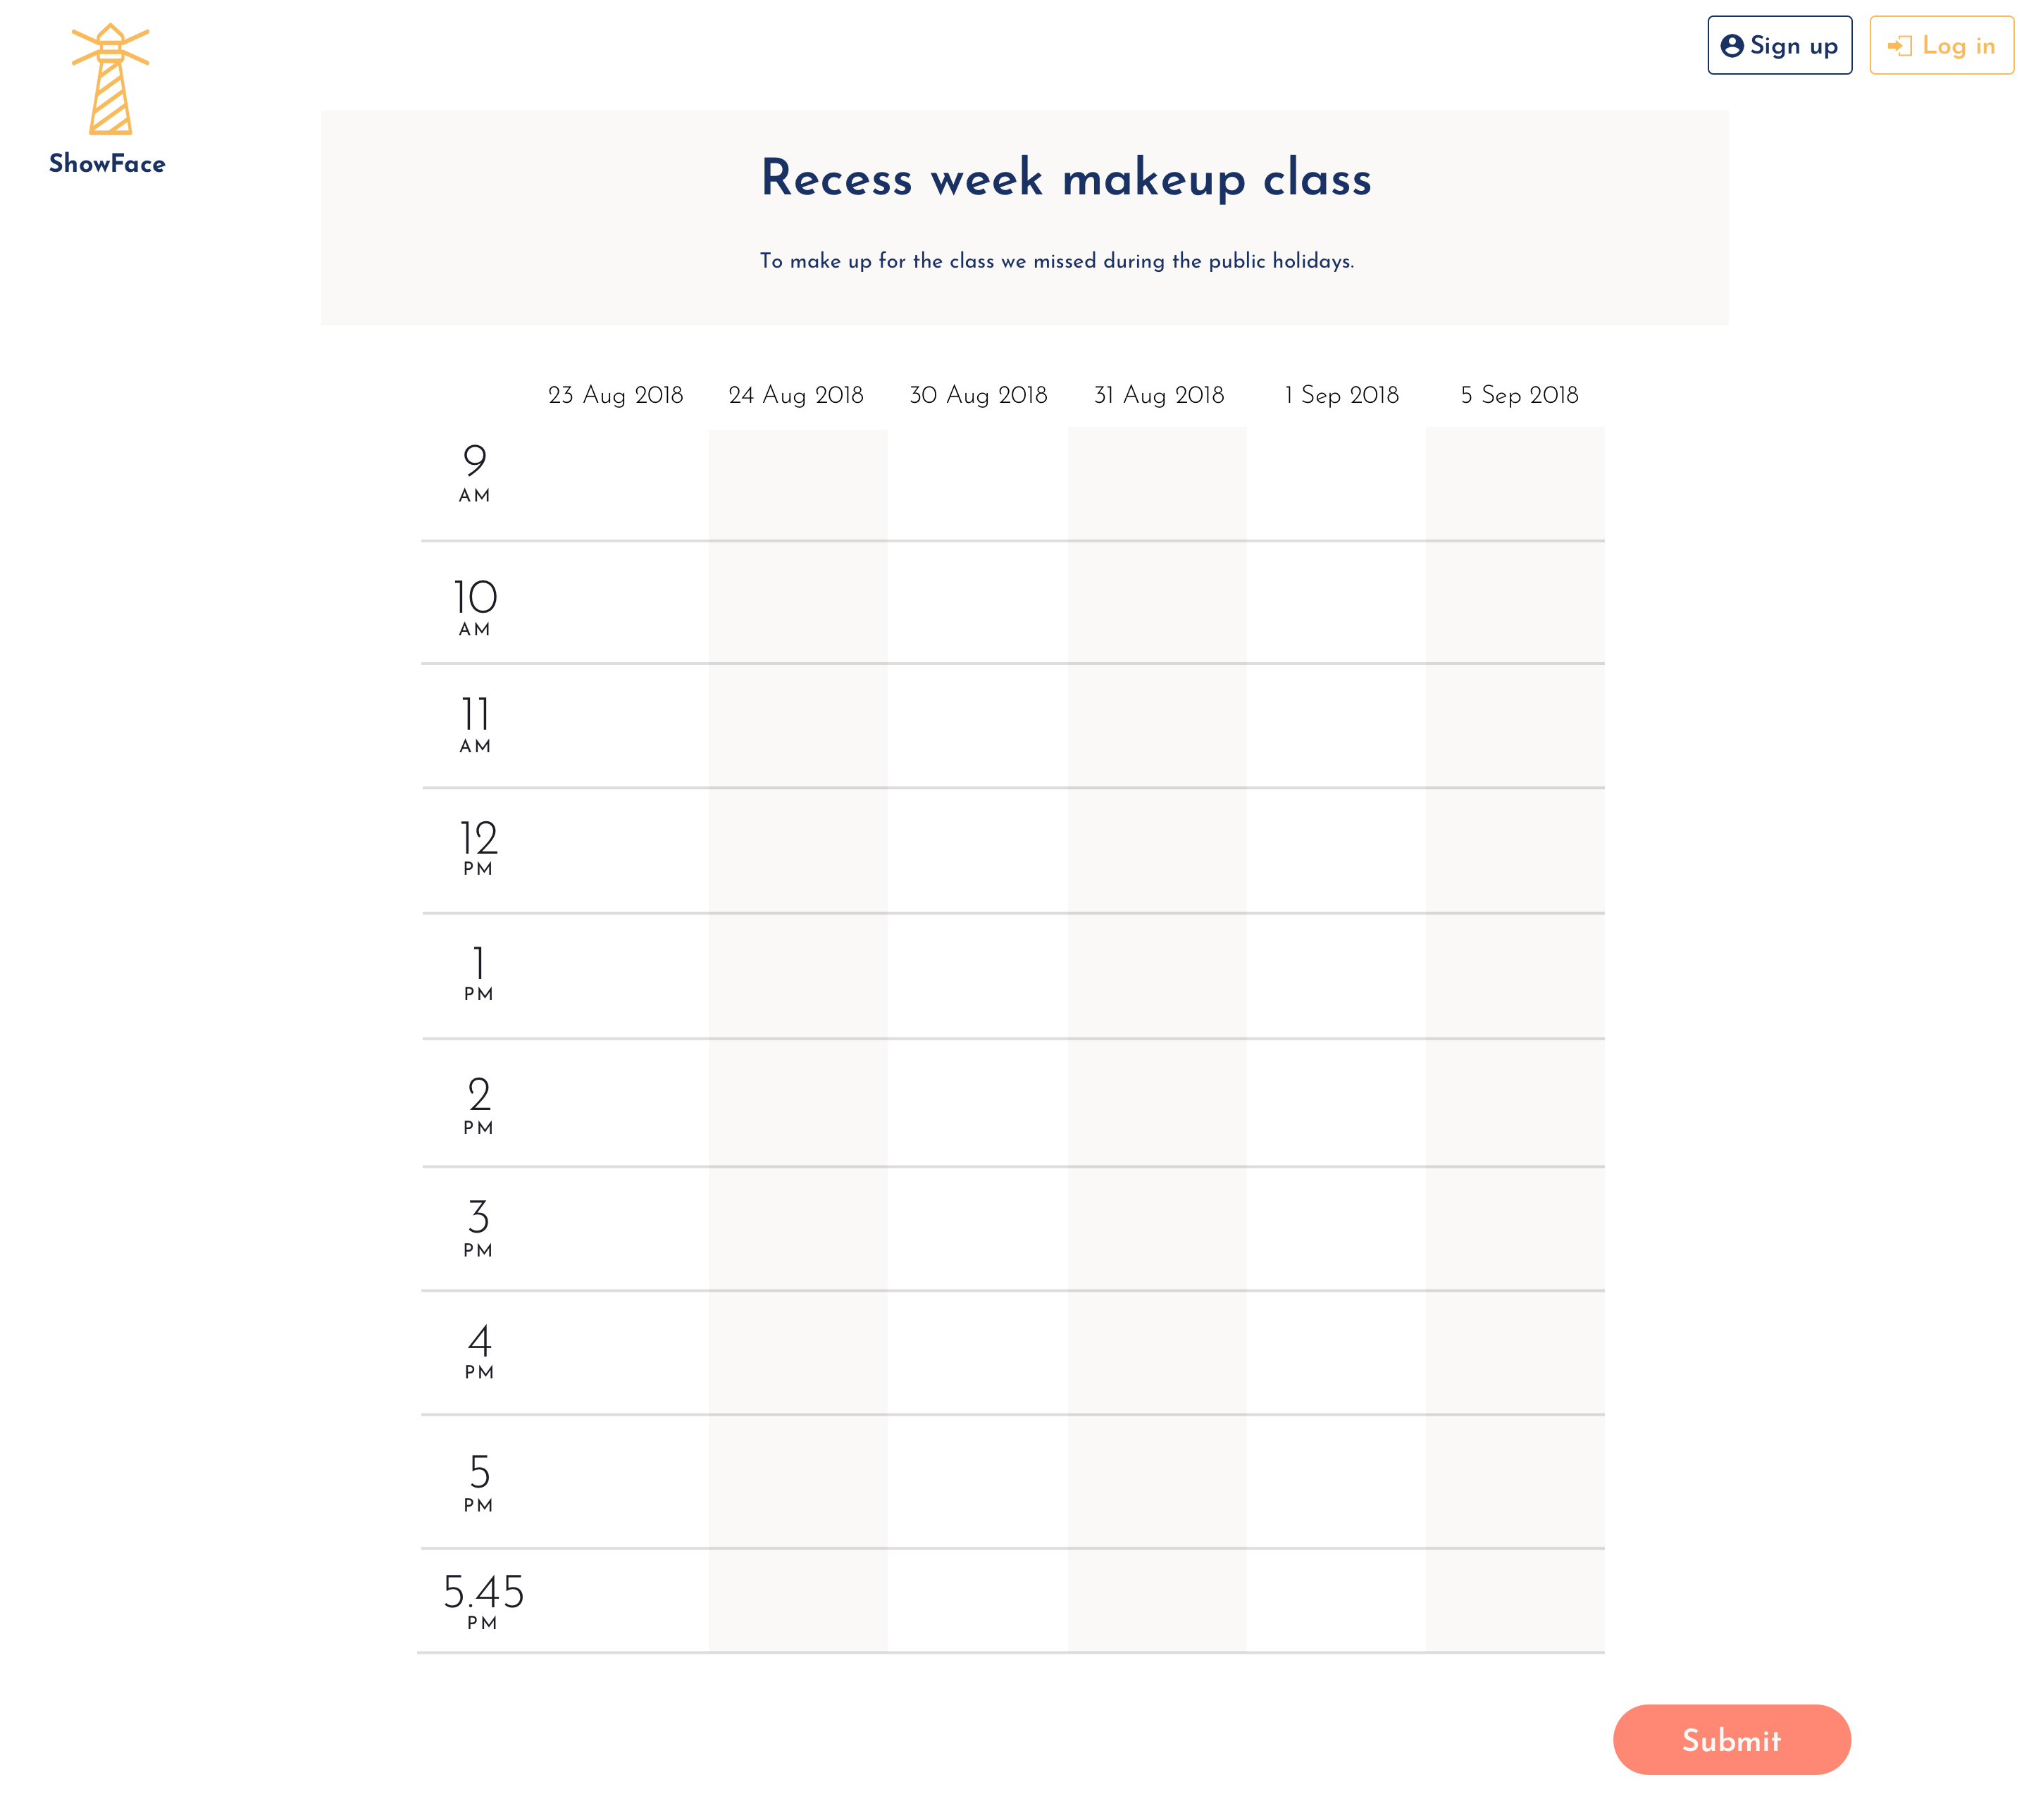 Sign up
Log in
ShowFace
Recess week makeup class
To make up for the class we missed during the public holidays.
23 Aug 2018 24 Aug 2018 30 Aug 2018 31 Aug 2018 1 Sep 2018 5 Sep 2018
9
AM
10
AM
11
AM
12
PM
1
PM
2
PM
3
PM
4
PM
5
PM
5.45
PM
Submit